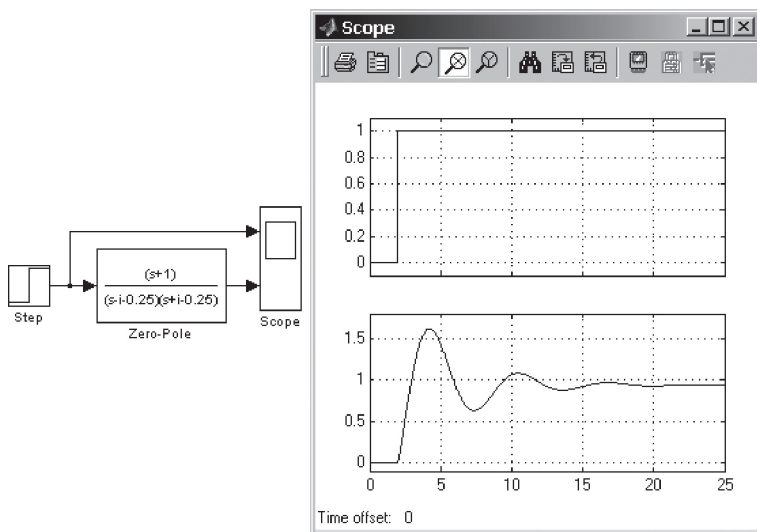 Scope
1
0.8
0.6
0.4
0.2
0
(s+1)
(s-i-0.25)(s+i-0.25)
Step
Zero-Pole
Scope
1.5
1
0.5
0
0 5 10 15 20 25
Time offset: 0